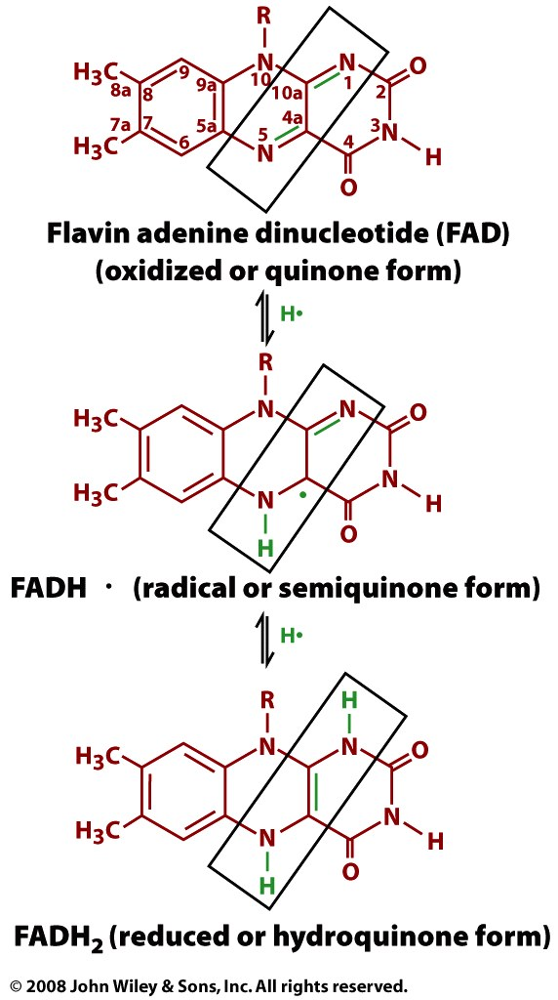 R
H₃C 8a 8 9 9a N 10 10a N 1 2 O
H₃C 7a 7 6 5a N 5 4a 4 3 N H
O
Flavin adenine dinucleotide (FAD)
(oxidized or quinone form)
H•
R
H₃C N N O
H₃C N • N H
H O
FADH • (radical or semiquinone form)
H•
R H
H₃C N N O
H₃C N N H
H O
FADH₂ (reduced or hydroquinone form)
© 2008 John Wiley & Sons, Inc. All rights reserved.